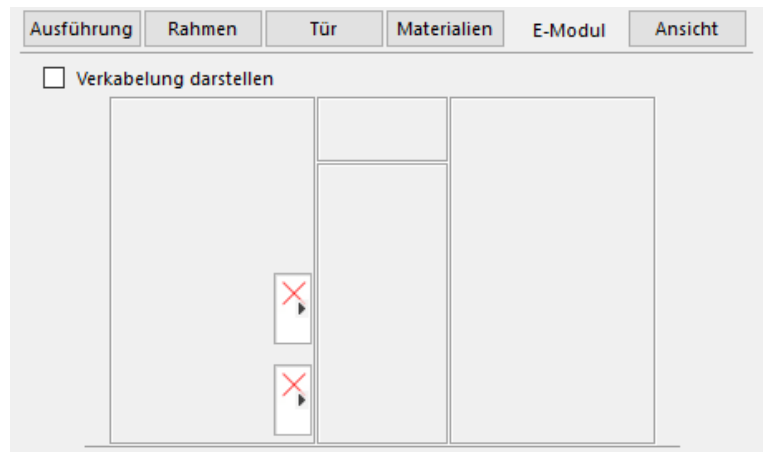 Ausführung Rahmen Tür Materialien E-Modul Ansicht
Verkabelung darstellen